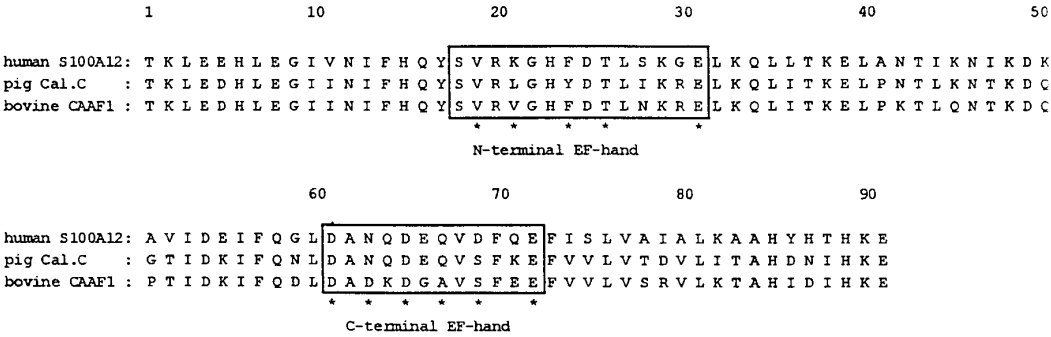 1 10 20 30 40 50
human S100A12: T K L E E H L E G I V N I F H Q Y S V R K G H F D T L S K G E L K Q L L T K E L A N T I K N I K D K
pig Cal.C : T K L E D H L E G I I N I F H Q Y S V R L G H Y D T L I K R E L K Q L I T K E L P N T L K N T K D Q
bovine CAAF1 : T K L E D H L E G I I N I F H Q Y S V R V G H F D T L N K R E L K Q L I T K E L P K T L Q N T K D Q
* * * * *
N-terminal EF-hand
60 70 80 90
human S100A12: A V I D E I F Q G L D A N Q D E Q V D F Q E F I S L V A I A L K A A H Y H T H K E
pig Cal.C : G T I D K I F Q N L D A N Q D E Q V S F K E F V V L V T D V L I T A H D N I H K E
bovine CAAF1 : P T I D K I F Q D L D A D K D G A V S F E E F V V L V S R V L K T A H I D I H K E
* * * * * *
C-terminal EF-hand